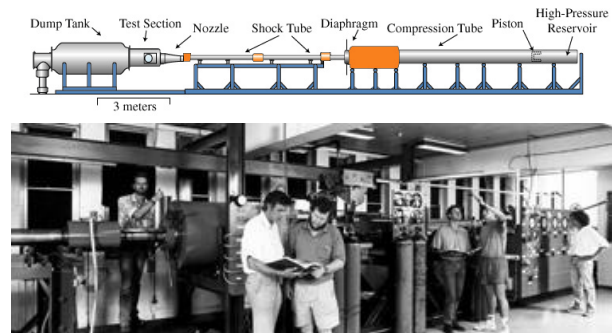 Dump Tank
Test Section
Nozzle
Shock Tube
Diaphragm
Compression Tube
Piston
High-Pressure
Reservoir
3 meters